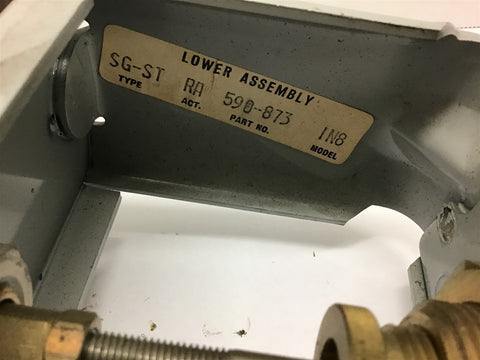 LOWER ASSEMBLY
SG-ST RA 590-873 1N8
TYPE ACT. PART NO. MODEL